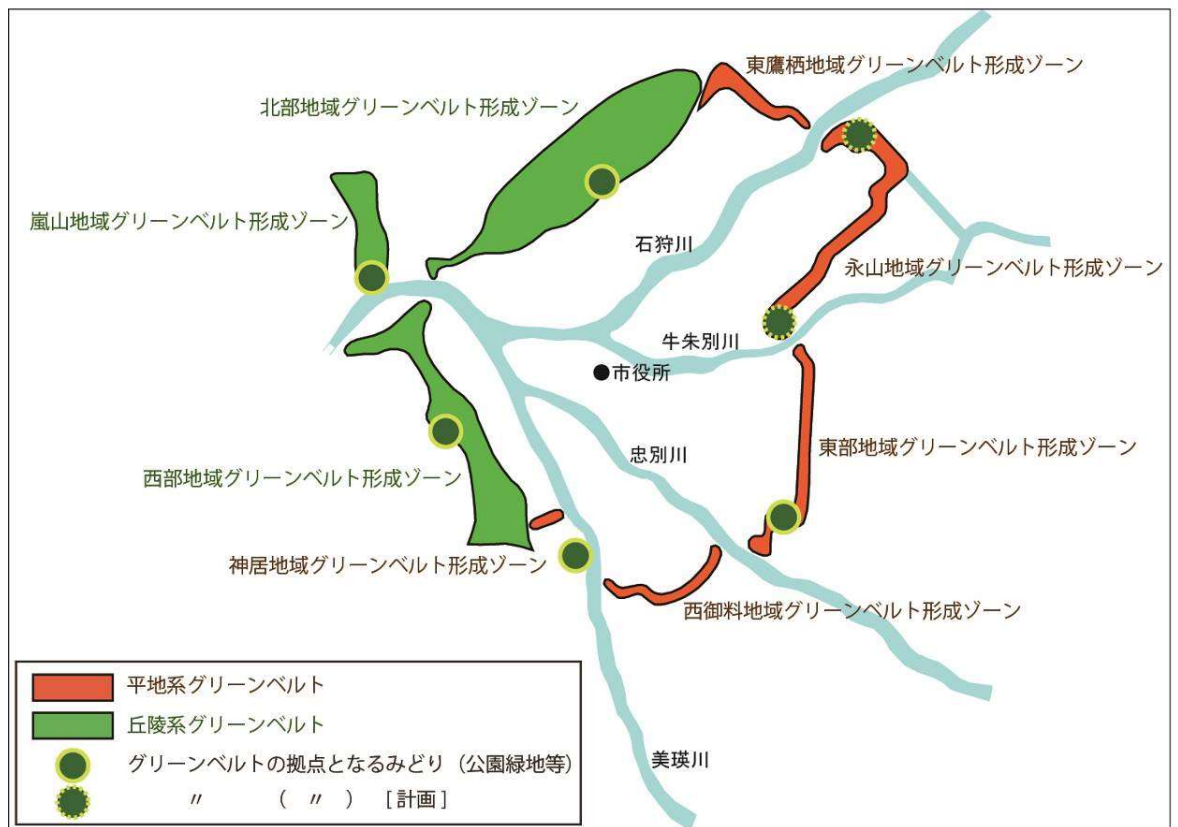 東鷹栖地域グリーンベルト形成ゾーン
北部地域グリーンベルト形成ゾーン
嵐山地域グリーンベルト形成ゾーン
石狩川
永山地域グリーンベルト形成ゾーン
牛朱別川
市役所
東部地域グリーンベルト形成ゾーン
忠別川
西部地域グリーンベルト形成ゾーン
神居地域グリーンベルト形成ゾーン
西御料地域グリーンベルト形成ゾーン
平地系グリーンベルト
丘陵系グリーンベルト
グリーンベルトの拠点となるみどり（公園緑地等）
〃 （ 〃 ） [計画]
美瑛川